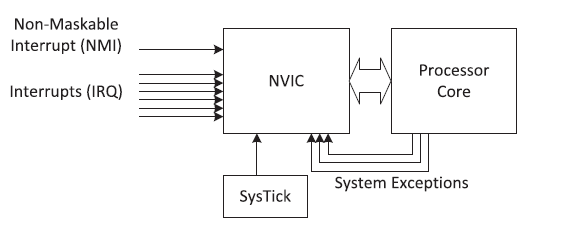 Non-Maskable
Interrupt (NMI)
Interrupts (IRQ)
NVIC
Processor
Core
System Exceptions
SysTick